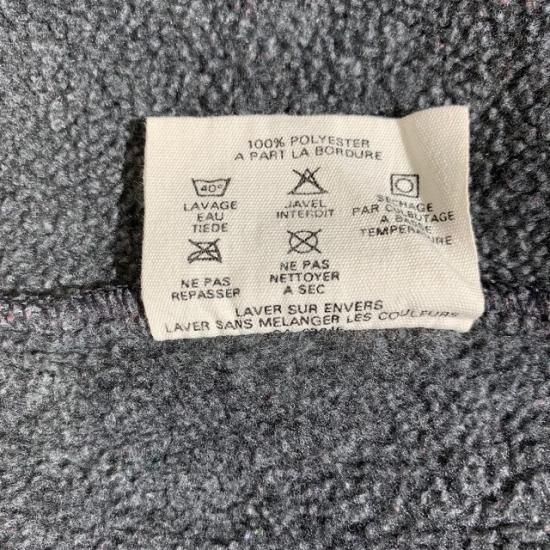 100% POLYESTER
A PART LA BORDURE
40°
LAVAGE
EAU
TIEDE
JAVEL
INTERDIT
SECHAGE
PAR CULBUTAGE
A BASSE
TEMPERATURE
NE PAS
REPASSER
NE PAS
NETTOYER
A SEC
LAVER SUR ENVERS
LAVER SANS MELANGER LES COULEURS